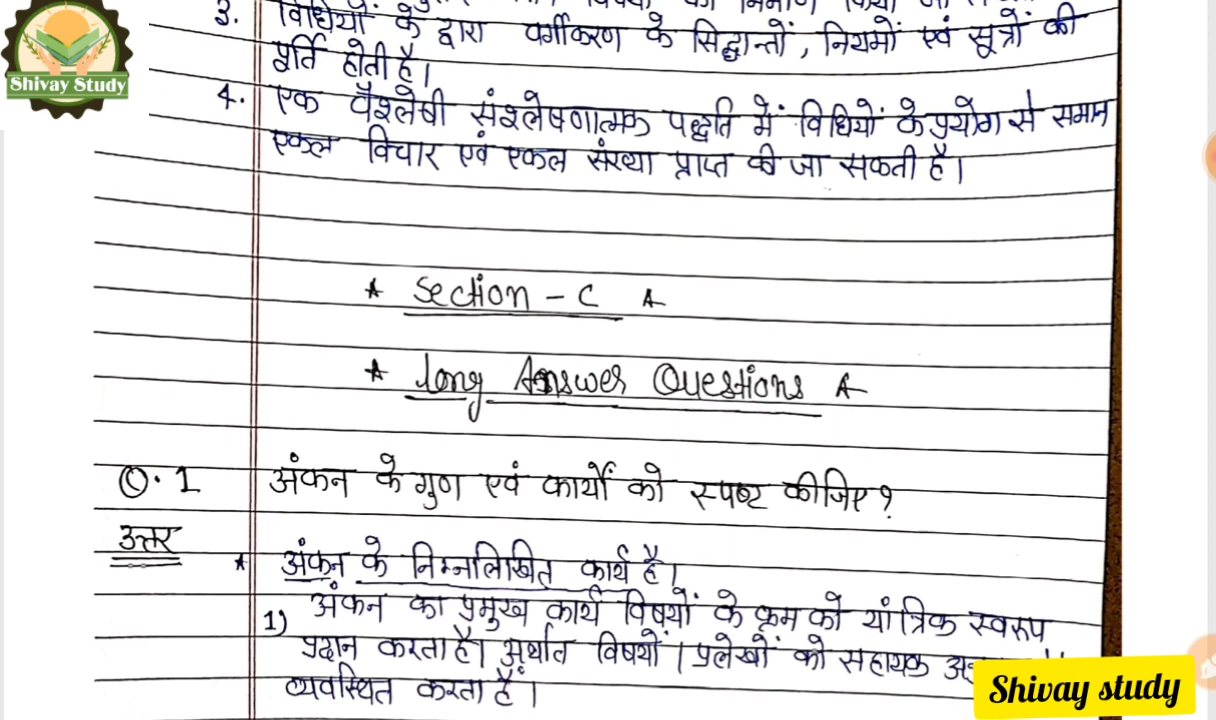 3. विधियों के द्वारा वर्गीकरण के सिद्धान्तों, नियमों एवं सूत्रों की
पूर्ति होती है।
Shivay Study
4. एक वैश्लेषी संश्लेषणात्मक पद्धति में विधियों के प्रयोग से समान
एकल विचार एवं एकल संख्या प्राप्त की जा सकती है।
★ Section - C ★
★ Long Answer Questions ★
Q.1 अंकन के गुण एवं कार्यों को स्पष्ट कीजिए?
उत्तर
★ अंकन के निम्नलिखित कार्य है।
1) अंकन का प्रमुख कार्य विषयों के क्रम को यांत्रिक स्वरूप
प्रदान करता है। अर्थात विषयों / प्रलेखों को सहायक
व्यवस्थित करता है।
Shivay study